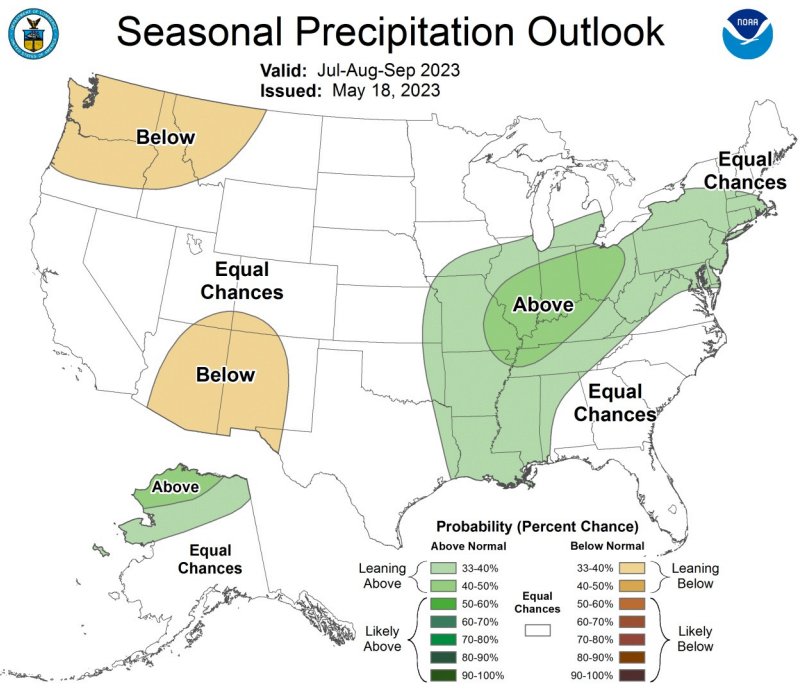 Seasonal Precipitation Outlook
NOAA
Valid: Jul-Aug-Sep 2023
Issued: May 18, 2023
Below
Equal
Chances
Equal
Chances
Above
Below
Equal
Chances
Above
Equal
Chances
Probability (Percent Chance)
Above Normal
Below Normal
Leaning
Above
33-40%
40-50%
Likely
Above
50-60%
60-70%
70-80%
80-90%
90-100%
Equal
Chances
33-40%
40-50%
Leaning
Below
50-60%
60-70%
70-80%
80-90%
90-100%
Likely
Below